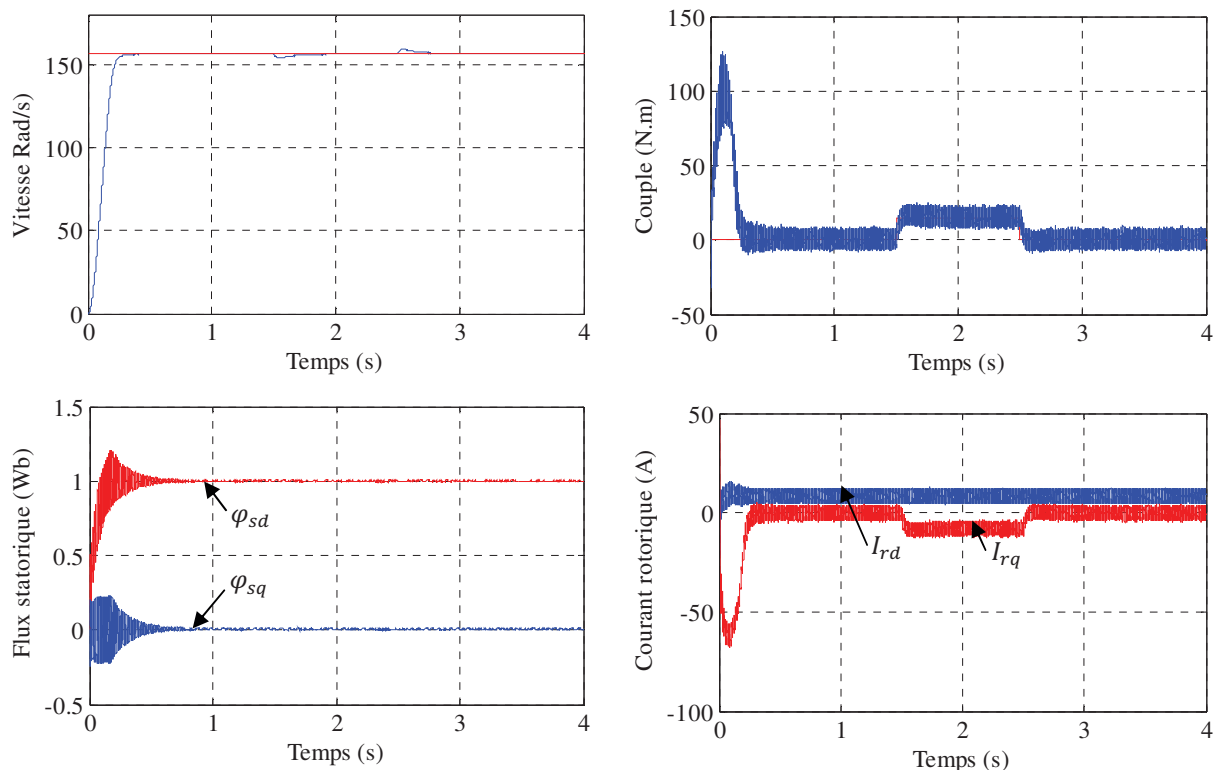 Vitesse Rad/s
150
100
50
0
0 1 2 3 4
Temps (s)
Couple (N.m)
150
100
50
0
-50
0 1 2 3 4
Temps (s)
Flux statorique (Wb)
1.5
1
0.5
0
-0.5
φsd
φsq
0 1 2 3 4
Temps (s)
Courant rotorique (A)
50
0
-50
-100
Ird
Irq
0 1 2 3 4
Temps (s)